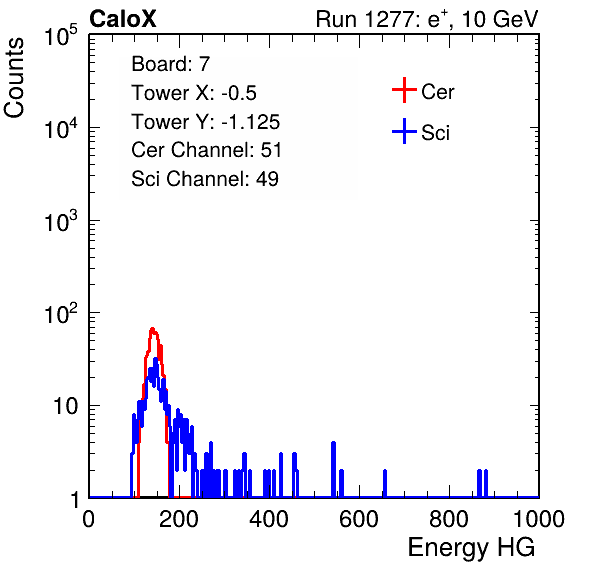 CaloX Run 1277: e⁺, 10 GeV
Counts
Board: 7
Tower X: -0.5
Tower Y: -1.125
Cer Channel: 51
Sci Channel: 49
Cer
Sci
10⁵
10⁴
10³
10²
10
1
0 200 400 600 800 1000
Energy HG